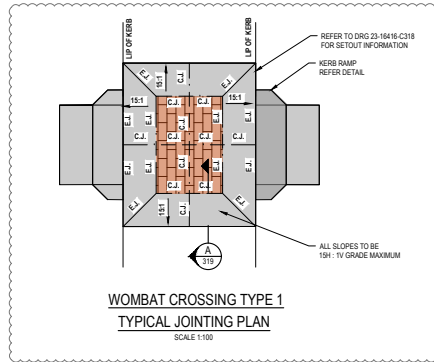 LIP OF KERB
LIP OF KERB
REFER TO DRG 23-16416-C318
FOR SETOUT INFORMATION
KERB RAMP
REFER DETAIL
E.J.
15:1
C.J.
E.J.
15:1
C.J.
C.J.
15:1
E.J.
E.J.
C.J.
E.J.
E.J.
C.J.
C.J.
C.J.
C.J.
E.J.
E.J.
C.J.
E.J.
E.J.
C.J.
C.J.
E.J.
15:1
C.J.
E.J.
A
319
ALL SLOPES TO BE
15H : 1V GRADE MAXIMUM
WOMBAT CROSSING TYPE 1
TYPICAL JOINTING PLAN
SCALE 1:100